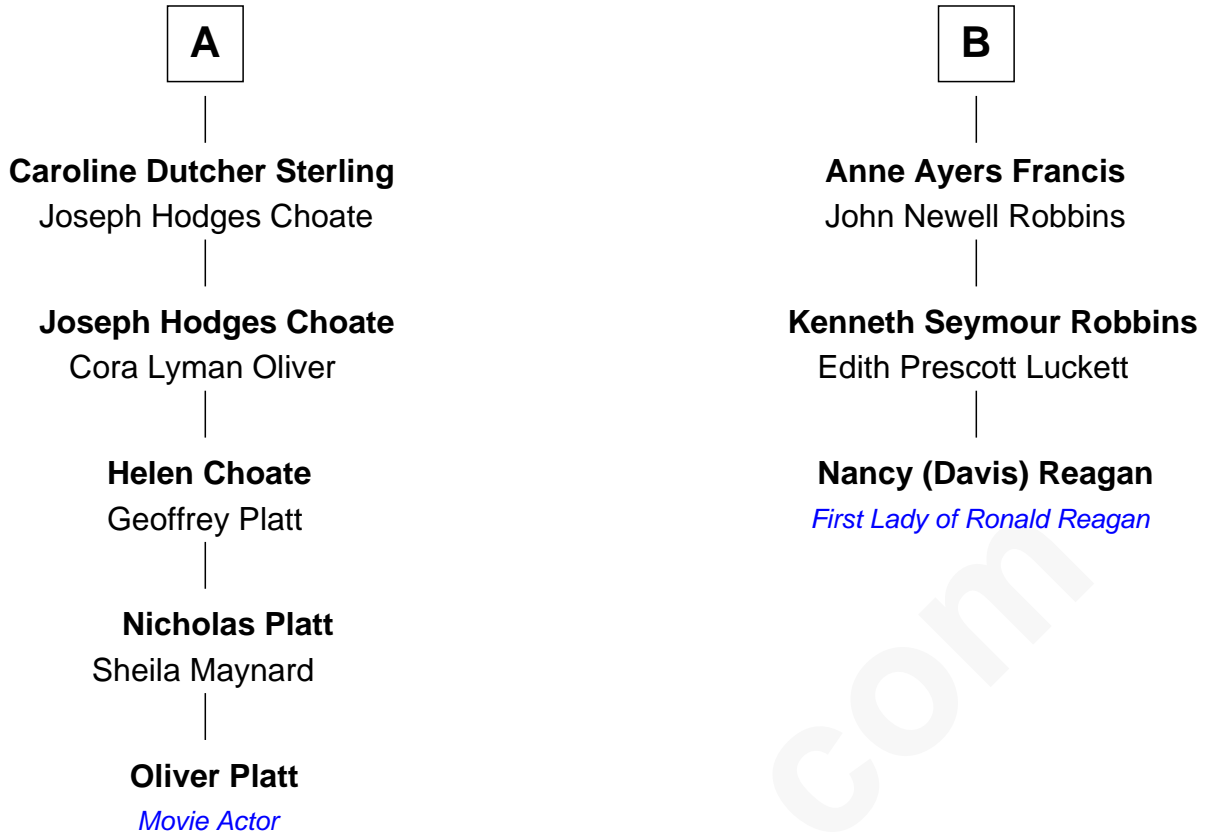 A
Caroline Dutcher Sterling
Joseph Hodges Choate
Joseph Hodges Choate
Cora Lyman Oliver
Helen Choate
Geoffrey Platt
Nicholas Platt
Sheila Maynard
Oliver Platt
Movie Actor
B
Anne Ayers Francis
John Newell Robbins
Kenneth Seymour Robbins
Edith Prescott Luckett
Nancy (Davis) Reagan
First Lady of Ronald Reagan
com